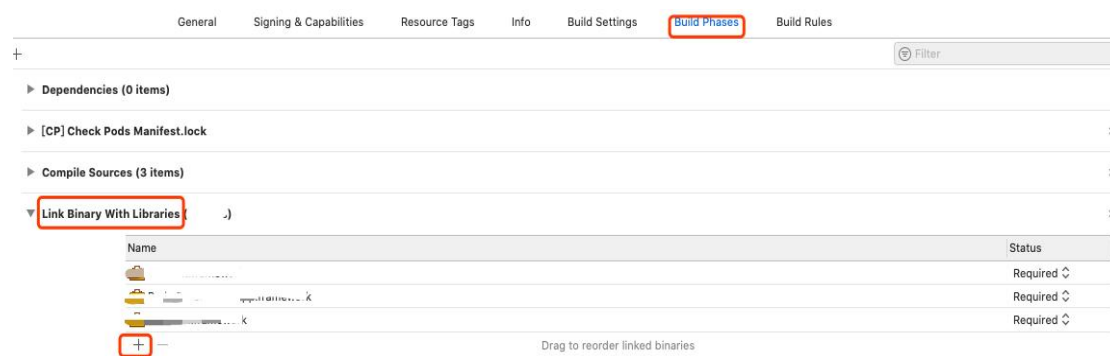 General Signing & Capabilities Resource Tags Info Build Settings Build Phases Build Rules
+ Filter
Dependencies (0 items)
[CP] Check Pods Manifest.lock
Compile Sources (3 items)
Link Binary With Libraries (
Name Status
Required
Required
Required
+ — Drag to reorder linked binaries